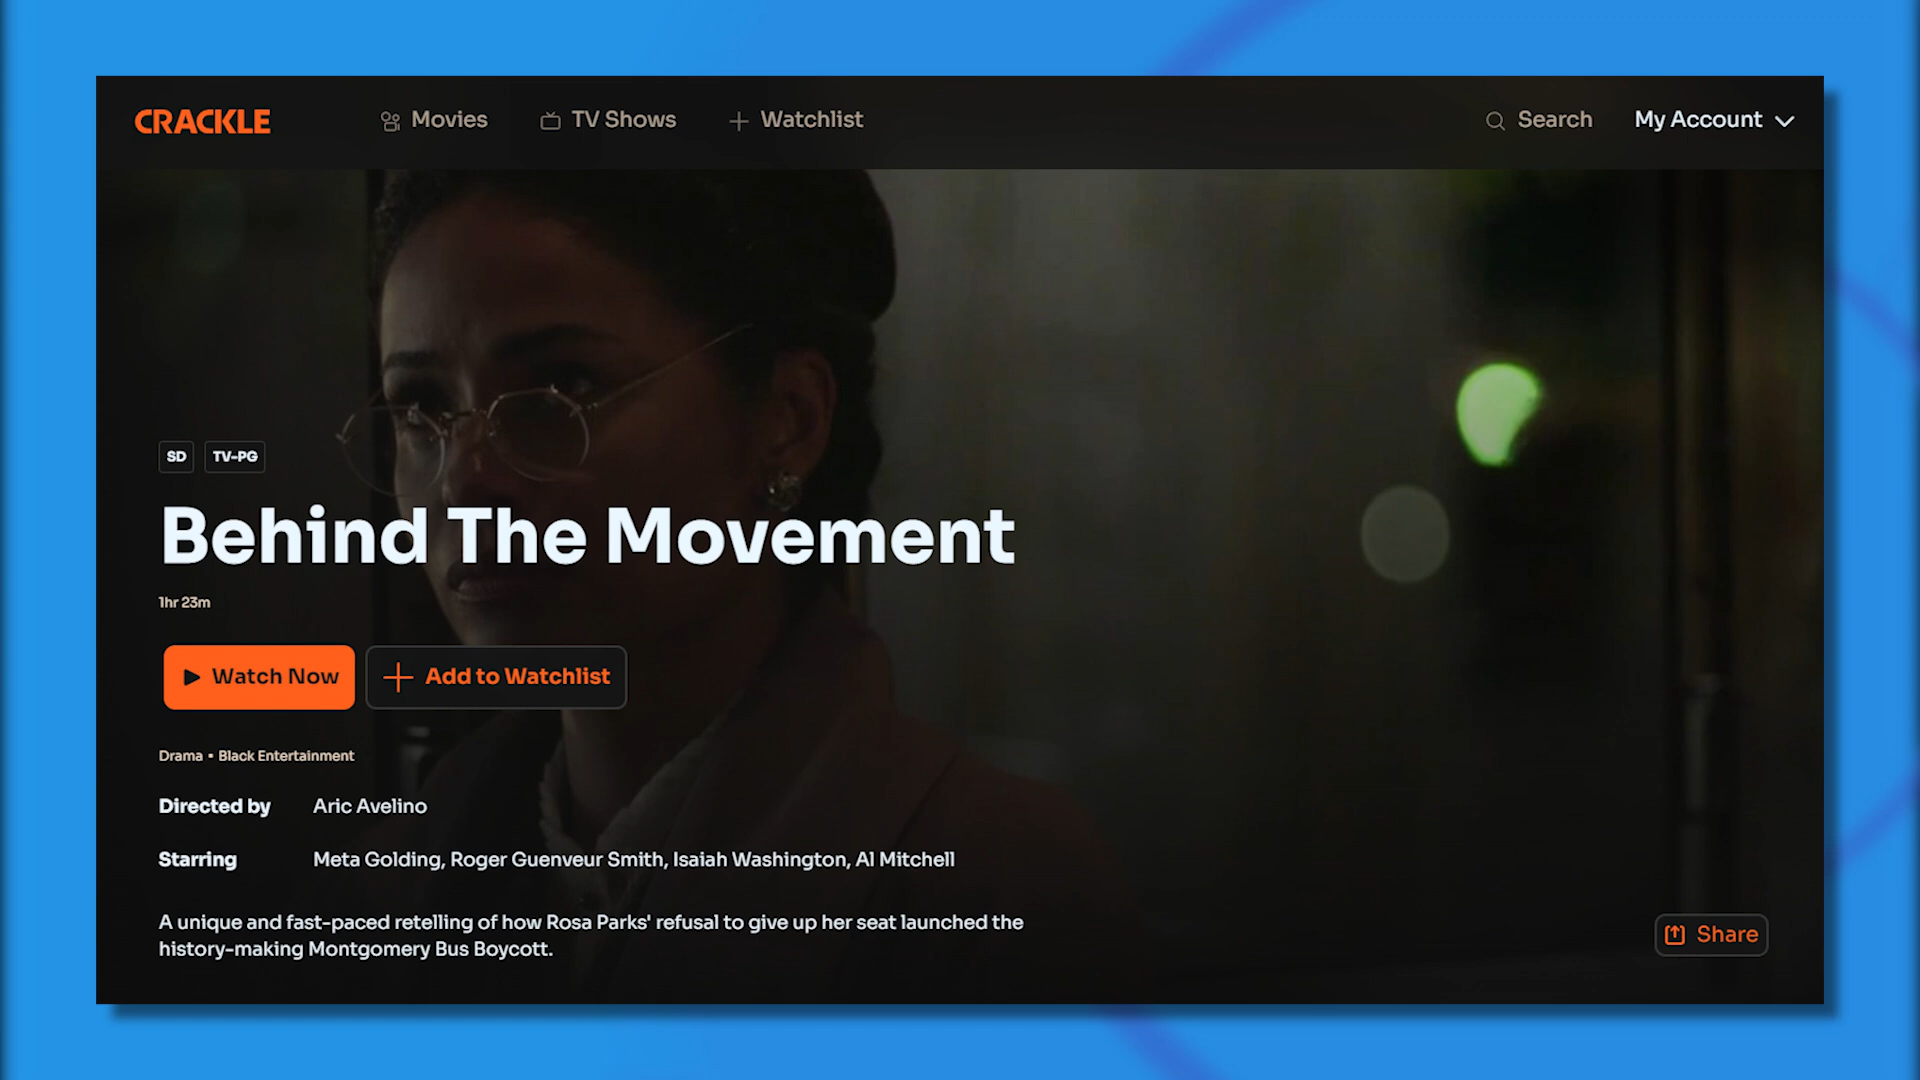 CRACKLE
Movies
TV Shows
Watchlist
Search
My Account
SD
TV-PG
Behind The Movement
1hr 23m
Watch Now
Add to Watchlist
Drama • Black Entertainment
Directed by Aric Avelino
Starring Meta Golding, Roger Guenveur Smith, Isaiah Washington, Al Mitchell
A unique and fast-paced retelling of how Rosa Parks' refusal to give up her seat launched the
history-making Montgomery Bus Boycott.
Share